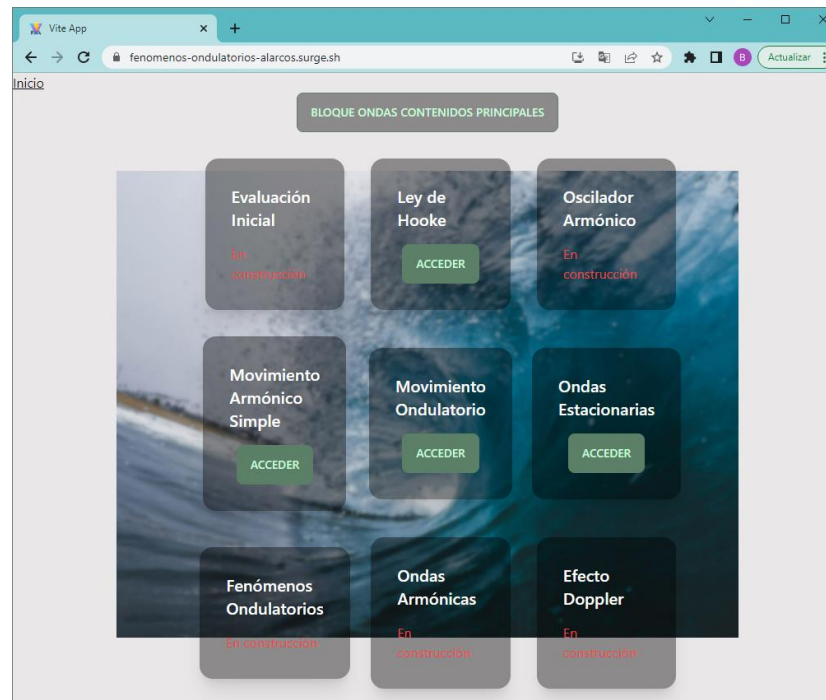 Vite App
fenomenos-ondulatorios-alarcos.surge.sh
B
Actualizar
Inicio
BLOQUE ONDAS CONTENIDOS PRINCIPALES
Evaluación
Inicial
En
construcción
Ley de
Hooke
ACCEDER
Oscilador
Armónico
En
construcción
Movimiento
Armónico
Simple
ACCEDER
Movimiento
Ondulatorio
ACCEDER
Ondas
Estacionarias
ACCEDER
Fenómenos
Ondulatorios
En construcción
Ondas
Armónicas
En
construcción
Efecto
Doppler
En
construcción